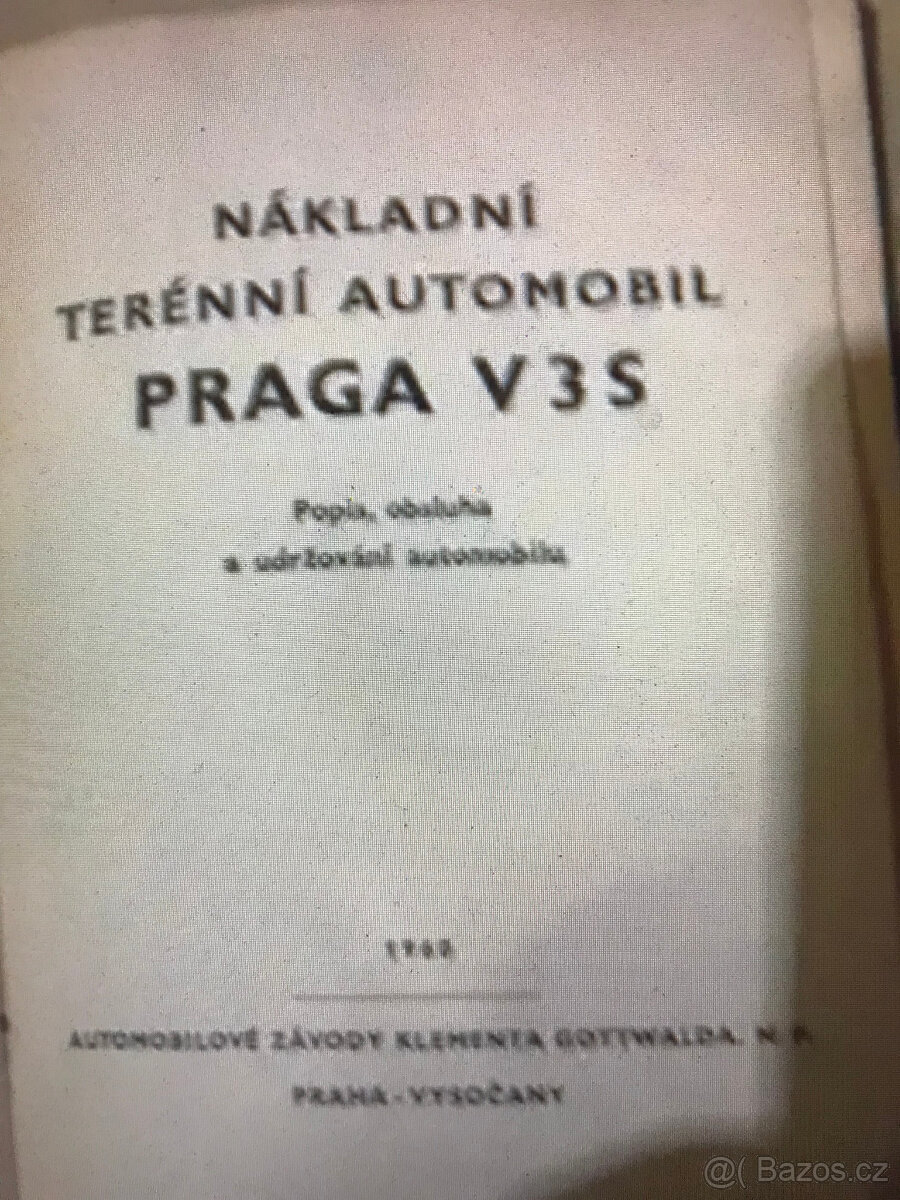 NÁKLADNÍ
TERÉNNÍ AUTOMOBIL
PRAGA V3S
Popis, obsluha
a udržování automobilu
AUTOMOBILOVÉ ZÁVODY KLEMENTA GOTTWALDA, N. P.
PRAHA - VYSOČANY
@( Bazos.cz